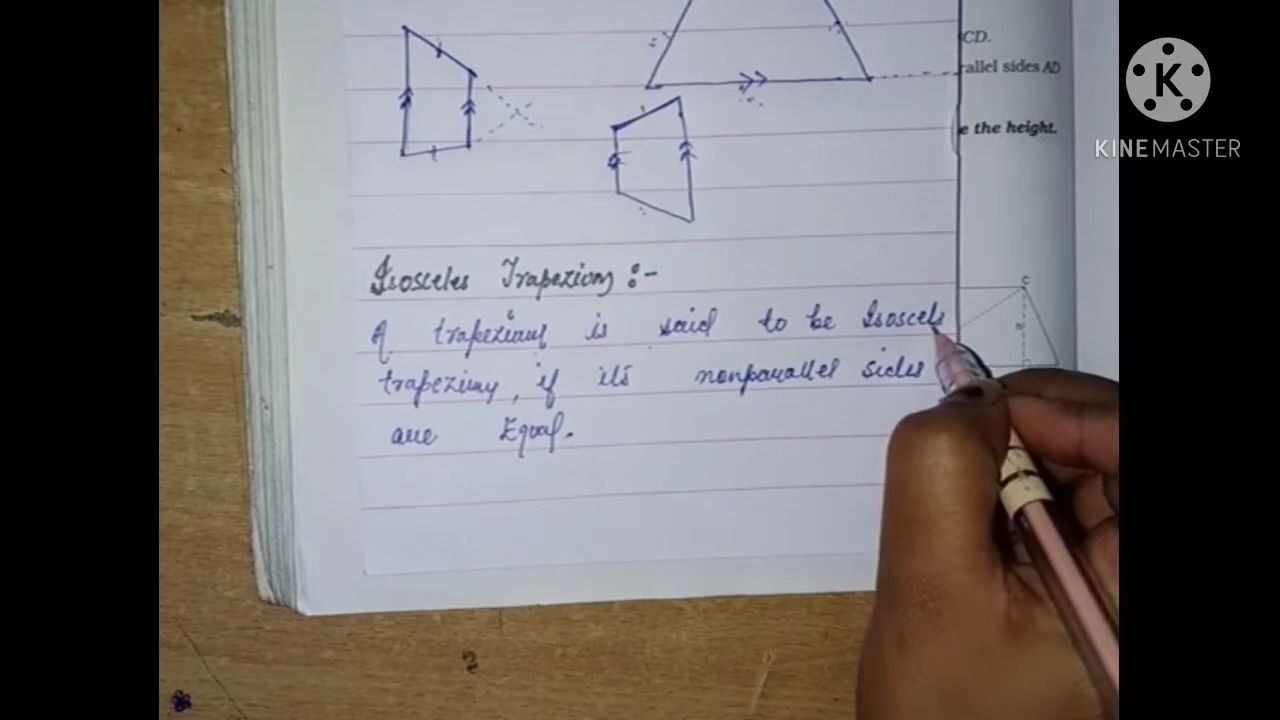 CD.
rallel sides AD
e the height.
KINEMASTER
Isosceles Trapezium :-
A trapezium is said to be Isoscels
trapezium, if its nonparallel sides
are Equal.
C
h